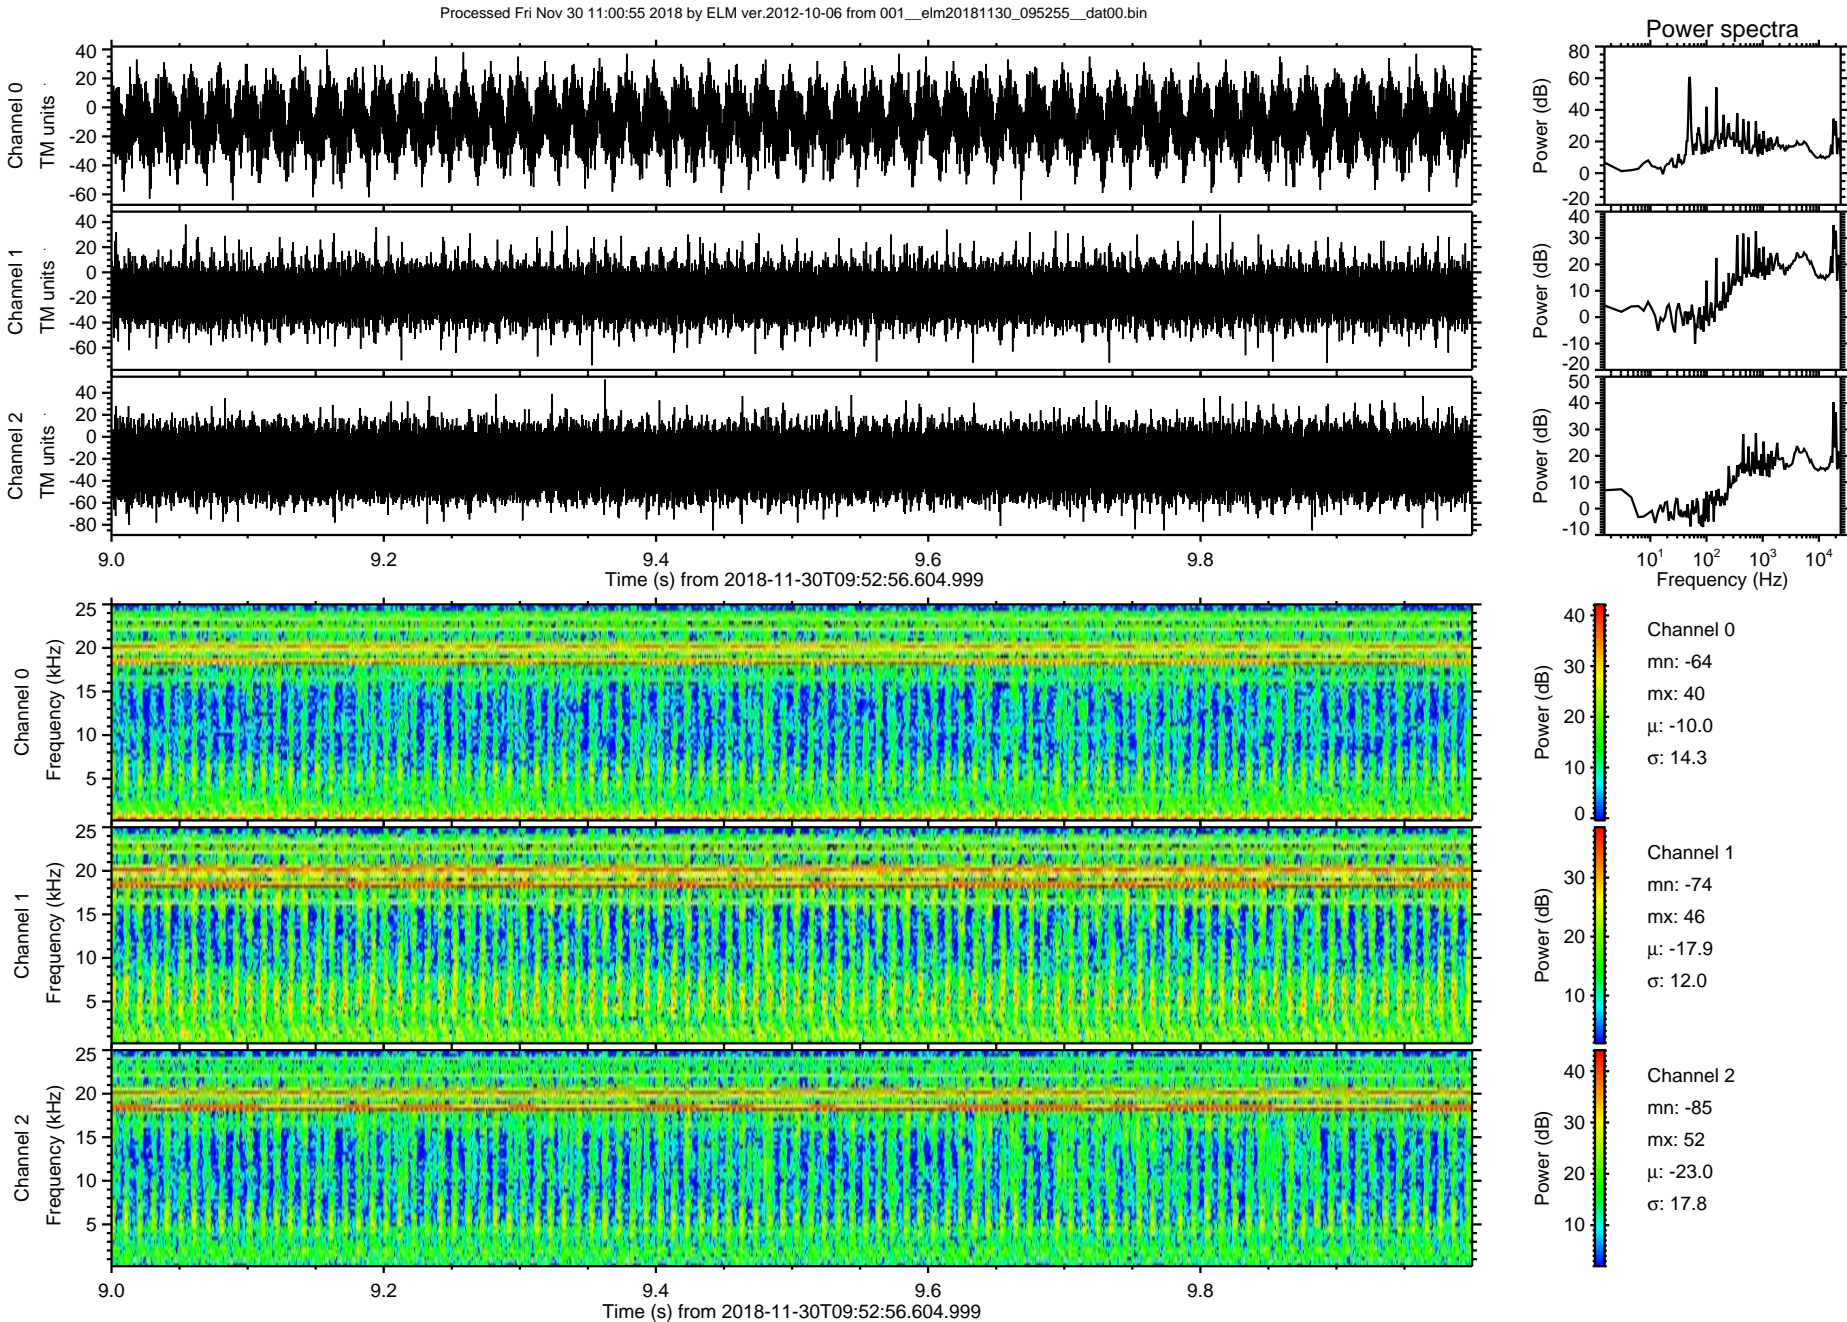 Processed Fri Nov 30 11:00:55 2018 by ELM ver.2012-10-06 from 001__elm20181130_095255__dat00.bin
Power spectra
Channel 0
TM units
40
20
0
-20
-40
-60
Power (dB)
80
60
40
20
0
-20
Channel 1
TM units
40
20
0
-20
-40
-60
Power (dB)
40
30
20
10
0
-10
-20
Channel 2
TM units
40
20
0
-20
-40
-60
-80
Power (dB)
50
40
30
20
10
0
-10
9.0 9.2 9.4 9.6 9.8
Time (s) from 2018-11-30T09:52:56.604.999
10¹ 10² 10³ 10⁴
Frequency (Hz)
Channel 0
Frequency (kHz)
25
20
15
10
5
Power (dB)
40
30
20
10
0
Channel 0
mn: -64
mx: 40
μ: -10.0
σ: 14.3
Channel 1
Frequency (kHz)
25
20
15
10
5
Power (dB)
30
20
10
Channel 1
mn: -74
mx: 46
μ: -17.9
σ: 12.0
Channel 2
Frequency (kHz)
25
20
15
10
5
Power (dB)
40
30
20
10
Channel 2
mn: -85
mx: 52
μ: -23.0
σ: 17.8
9.0 9.2 9.4 9.6 9.8
Time (s) from 2018-11-30T09:52:56.604.999